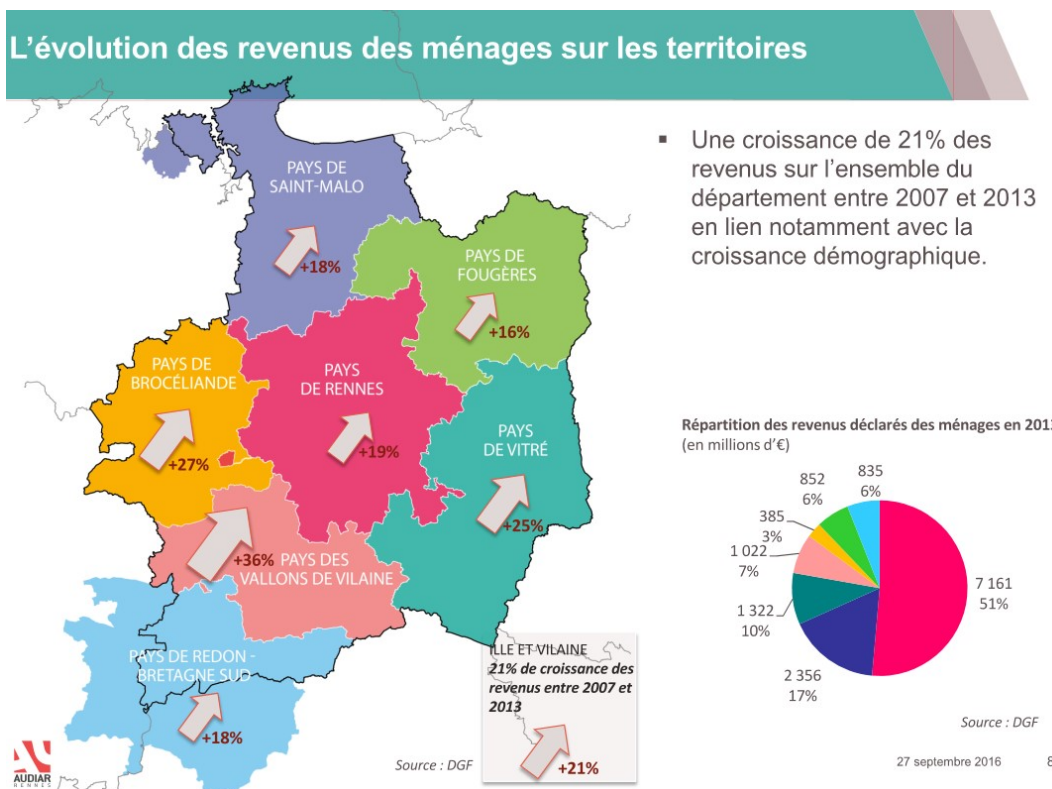 L'évolution des revenus des ménages sur les territoires
PAYS DE
SAINT-MALO
+18%
PAYS DE
FOUGÈRES
+16%
PAYS DE
BROCÉLIANDE
+27%
PAYS
DE RENNES
+19%
PAYS
DE VITRÉ
+25%
+36%
PAYS DES
VALLONS DE VILAINE
PAYS DE REDON -
BRETAGNE SUD
+18%
ILLE ET VILAINE
21% de croissance des
revenus entre 2007 et
2013
+21%
Source : DGF
AUDIAR
RENNES
▪ Une croissance de 21% des
revenus sur l'ensemble du
département entre 2007 et 2013
en lien notamment avec la
croissance démographique.
Répartition des revenus déclarés des ménages en 2013
(en millions d'€)
835
6%
852
6%
385
3%
1 022
7%
1 322
10%
2 356
17%
7 161
51%
Source : DGF
27 septembre 2016
8